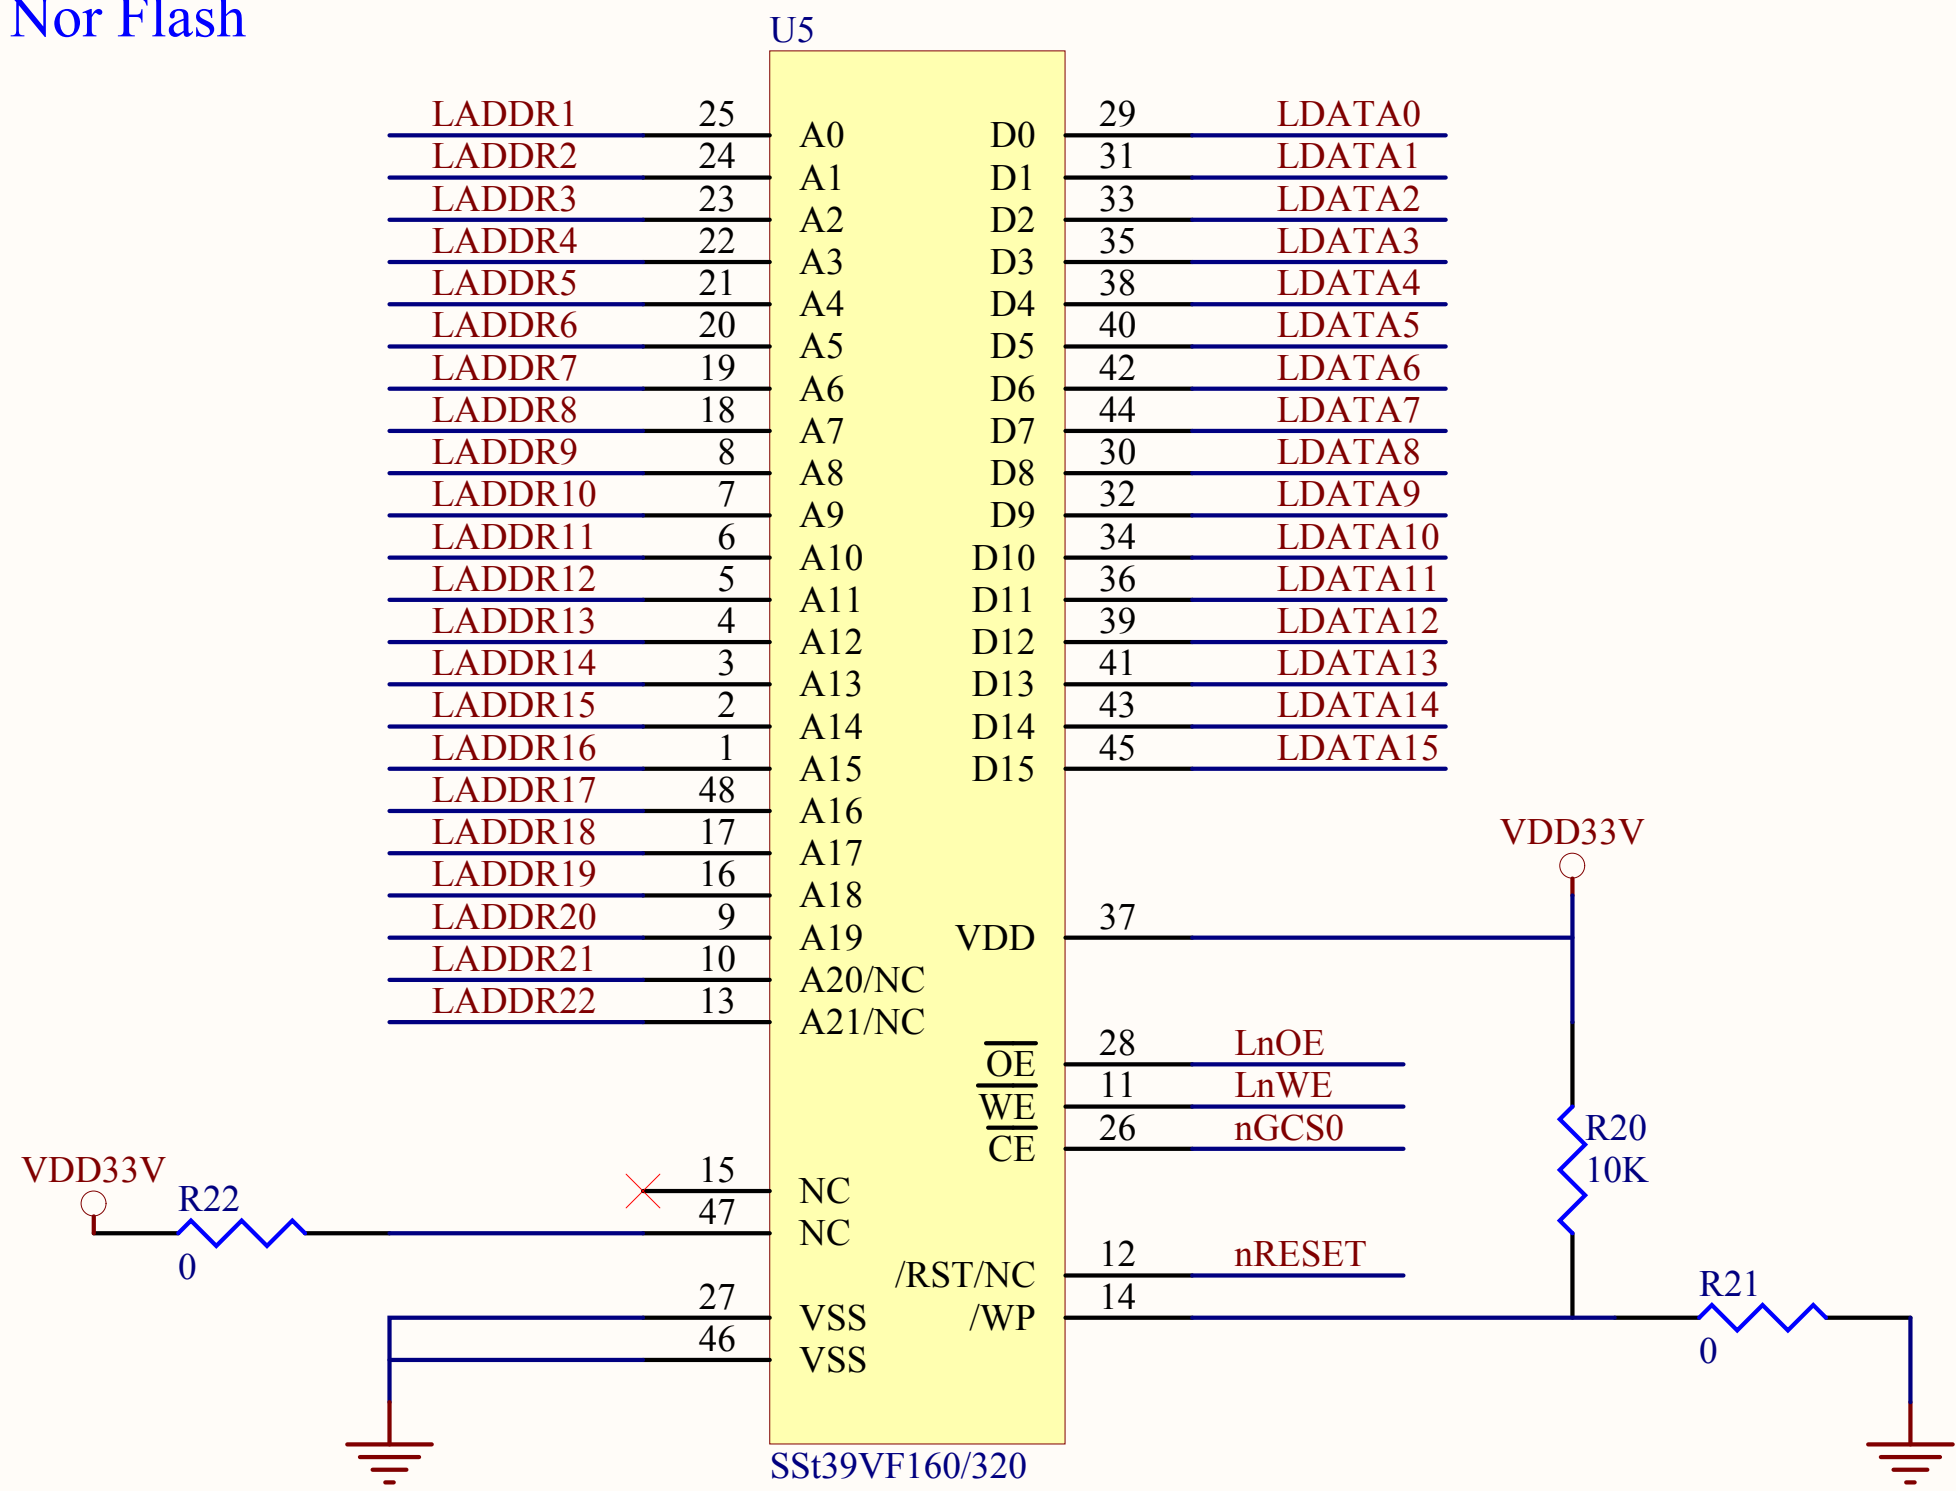 Nor Flash
U5
LADDR1 25 A0 D0 29 LDATA0
LADDR2 24 A1 D1 31 LDATA1
LADDR3 23 A2 D2 33 LDATA2
LADDR4 22 A3 D3 35 LDATA3
LADDR5 21 A4 D4 38 LDATA4
LADDR6 20 A5 D5 40 LDATA5
LADDR7 19 A6 D6 42 LDATA6
LADDR8 18 A7 D7 44 LDATA7
LADDR9 8 A8 D8 30 LDATA8
LADDR10 7 A9 D9 32 LDATA9
LADDR11 6 A10 D10 34 LDATA10
LADDR12 5 A11 D11 36 LDATA11
LADDR13 4 A12 D12 39 LDATA12
LADDR14 3 A13 D13 41 LDATA13
LADDR15 2 A14 D14 43 LDATA14
LADDR16 1 A15 D15 45 LDATA15
LADDR17 48 A16
LADDR18 17 A17
VDD33V
LADDR19 16 A18
LADDR20 9 A19 VDD 37
LADDR21 10 A20/NC
LADDR22 13 A21/NC
OE 28 LnOE
WE 11 LnWE
CE 26 nGCS0
R20
10K
VDD33V
15 NC
R22
47 NC
0
/RST/NC 12 nRESET
27 VSS /WP 14
R21
46 VSS
0
SSt39VF160/320